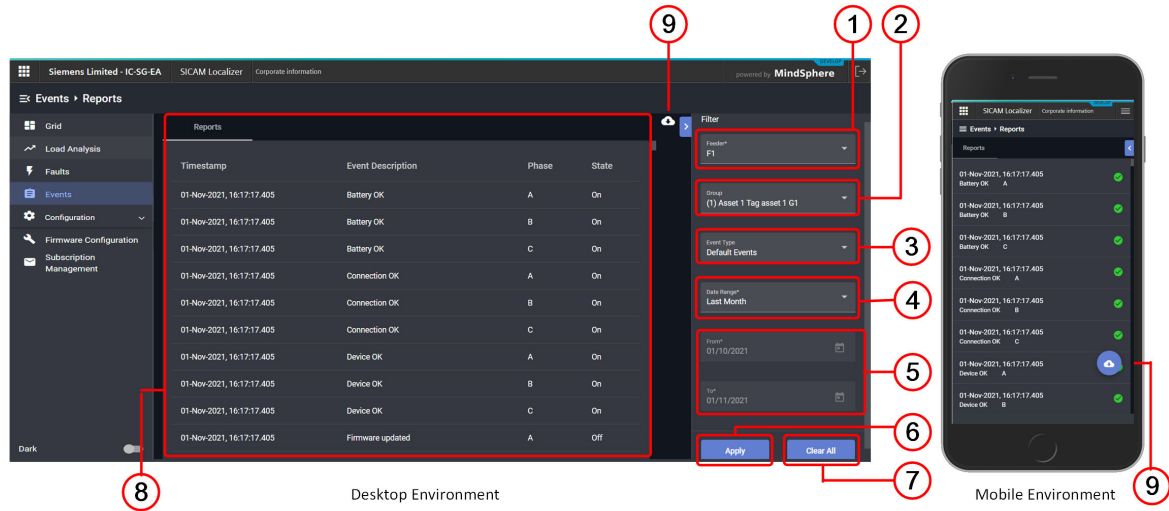 9
1
2
DEVELOP
Siemens Limited - IC-SG-EA SICAM Localizer Corporate information powered by MindSphere
Events Reports
Grid
Load Analysis
Faults
Events
Configuration
Firmware Configuration
Subscription
Management
Dark
Reports
Timestamp Event Description Phase State
01-Nov-2021, 16:17:17.405 Battery OK A On
01-Nov-2021, 16:17:17.405 Battery OK B On
01-Nov-2021, 16:17:17.405 Battery OK C On
01-Nov-2021, 16:17:17.405 Connection OK A On
01-Nov-2021, 16:17:17.405 Connection OK B On
01-Nov-2021, 16:17:17.405 Connection OK C On
01-Nov-2021, 16:17:17.405 Device OK A On
01-Nov-2021, 16:17:17.405 Device OK B On
01-Nov-2021, 16:17:17.405 Device OK C On
01-Nov-2021, 16:17:17.405 Firmware updated A Off
Filter
Feeder*
F1
Group
(1) Asset 1 Tag asset 1 G1
Event Type
Default Events
3
Date Range*
Last Month
4
From*
01/10/2021
5
To*
01/11/2021
6
Apply Clear All
7
8
Desktop Environment
SICAM Localizer Corporate information
Events Reports
Reports
01-Nov-2021, 16:17:17.405
Battery OK A
01-Nov-2021, 16:17:17.405
Battery OK B
01-Nov-2021, 16:17:17.405
Battery OK C
01-Nov-2021, 16:17:17.405
Connection OK A
01-Nov-2021, 16:17:17.405
Connection OK B
01-Nov-2021, 16:17:17.405
Connection OK C
01-Nov-2021, 16:17:17.405
Device OK A
01-Nov-2021, 16:17:17.405
Device OK B
9
Mobile Environment